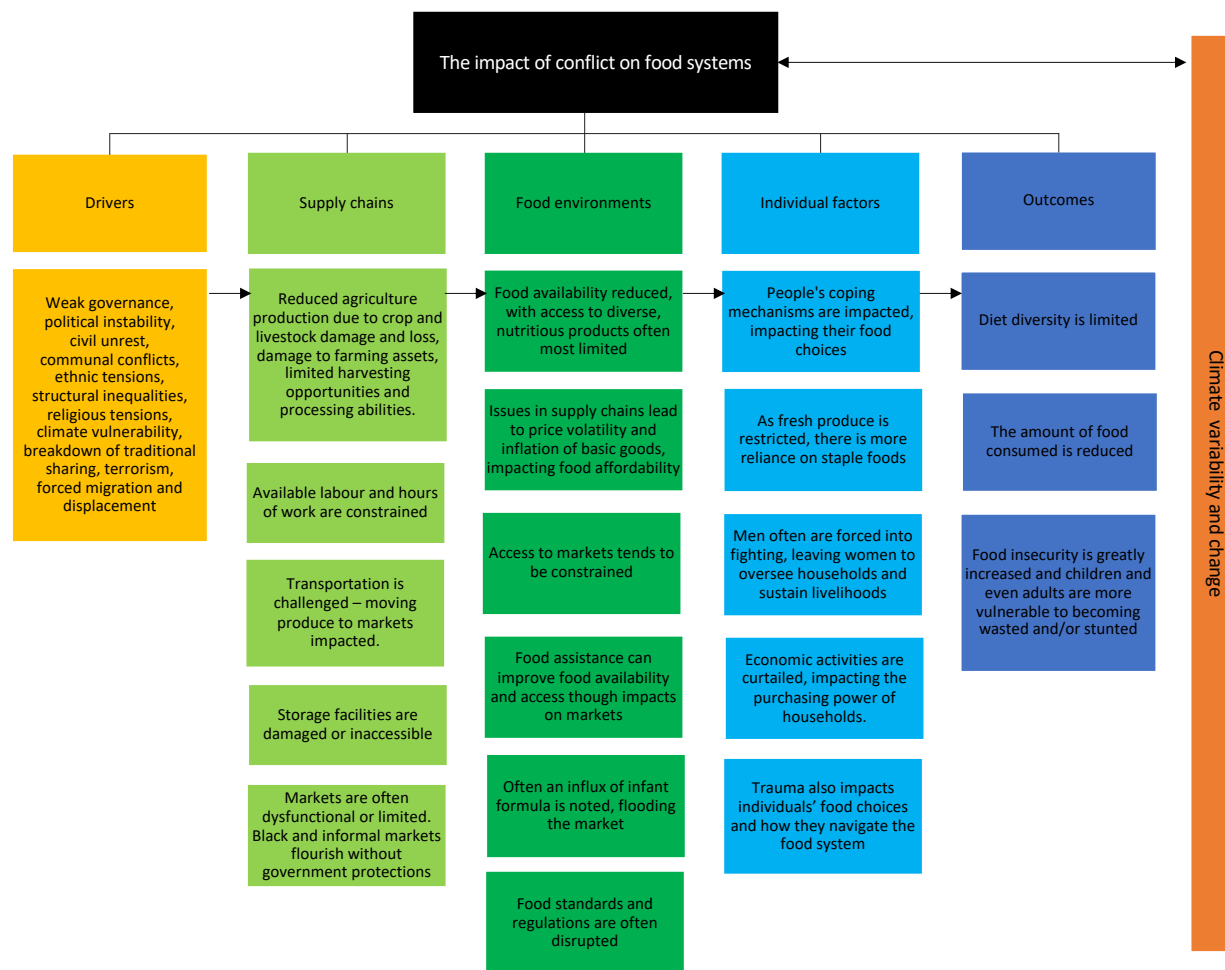 The impact of conflict on food systems
Drivers
Weak governance,
political instability,
civil unrest,
communal conflicts,
ethnic tensions,
structural inequalities,
religious tensions,
climate vulnerability,
breakdown of traditional
sharing, terrorism,
forced migration and
displacement
Supply chains
Reduced agriculture
production due to crop and
livestock damage and loss,
damage to farming assets,
limited harvesting
opportunities and
processing abilities.
Available labour and hours
of work are constrained
Transportation is
challenged – moving
produce to markets
impacted.
Storage facilities are
damaged or inaccessible
Markets are often
dysfunctional or limited.
Black and informal markets
flourish without
government protections
Food environments
Food availability reduced,
with access to diverse,
nutritious products often
most limited
Issues in supply chains lead
to price volatility and
inflation of basic goods,
impacting food affordability
Access to markets tends to
be constrained
Food assistance can
improve food availability
and access though impacts
on markets
Often an influx of infant
formula is noted, flooding
the market
Food standards and
regulations are often
disrupted
Individual factors
People's coping
mechanisms are impacted,
impacting their food
choices
As fresh produce is
restricted, there is more
reliance on staple foods
Men often are forced into
fighting, leaving women to
oversee households and
sustain livelihoods
Economic activities are
curtailed, impacting the
purchasing power of
households.
Trauma also impacts
individuals’ food choices
and how they navigate the
food system
Outcomes
Diet diversity is limited
The amount of food
consumed is reduced
Food insecurity is greatly
increased and children and
even adults are more
vulnerable to becoming
wasted and/or stunted
Climate variability and change